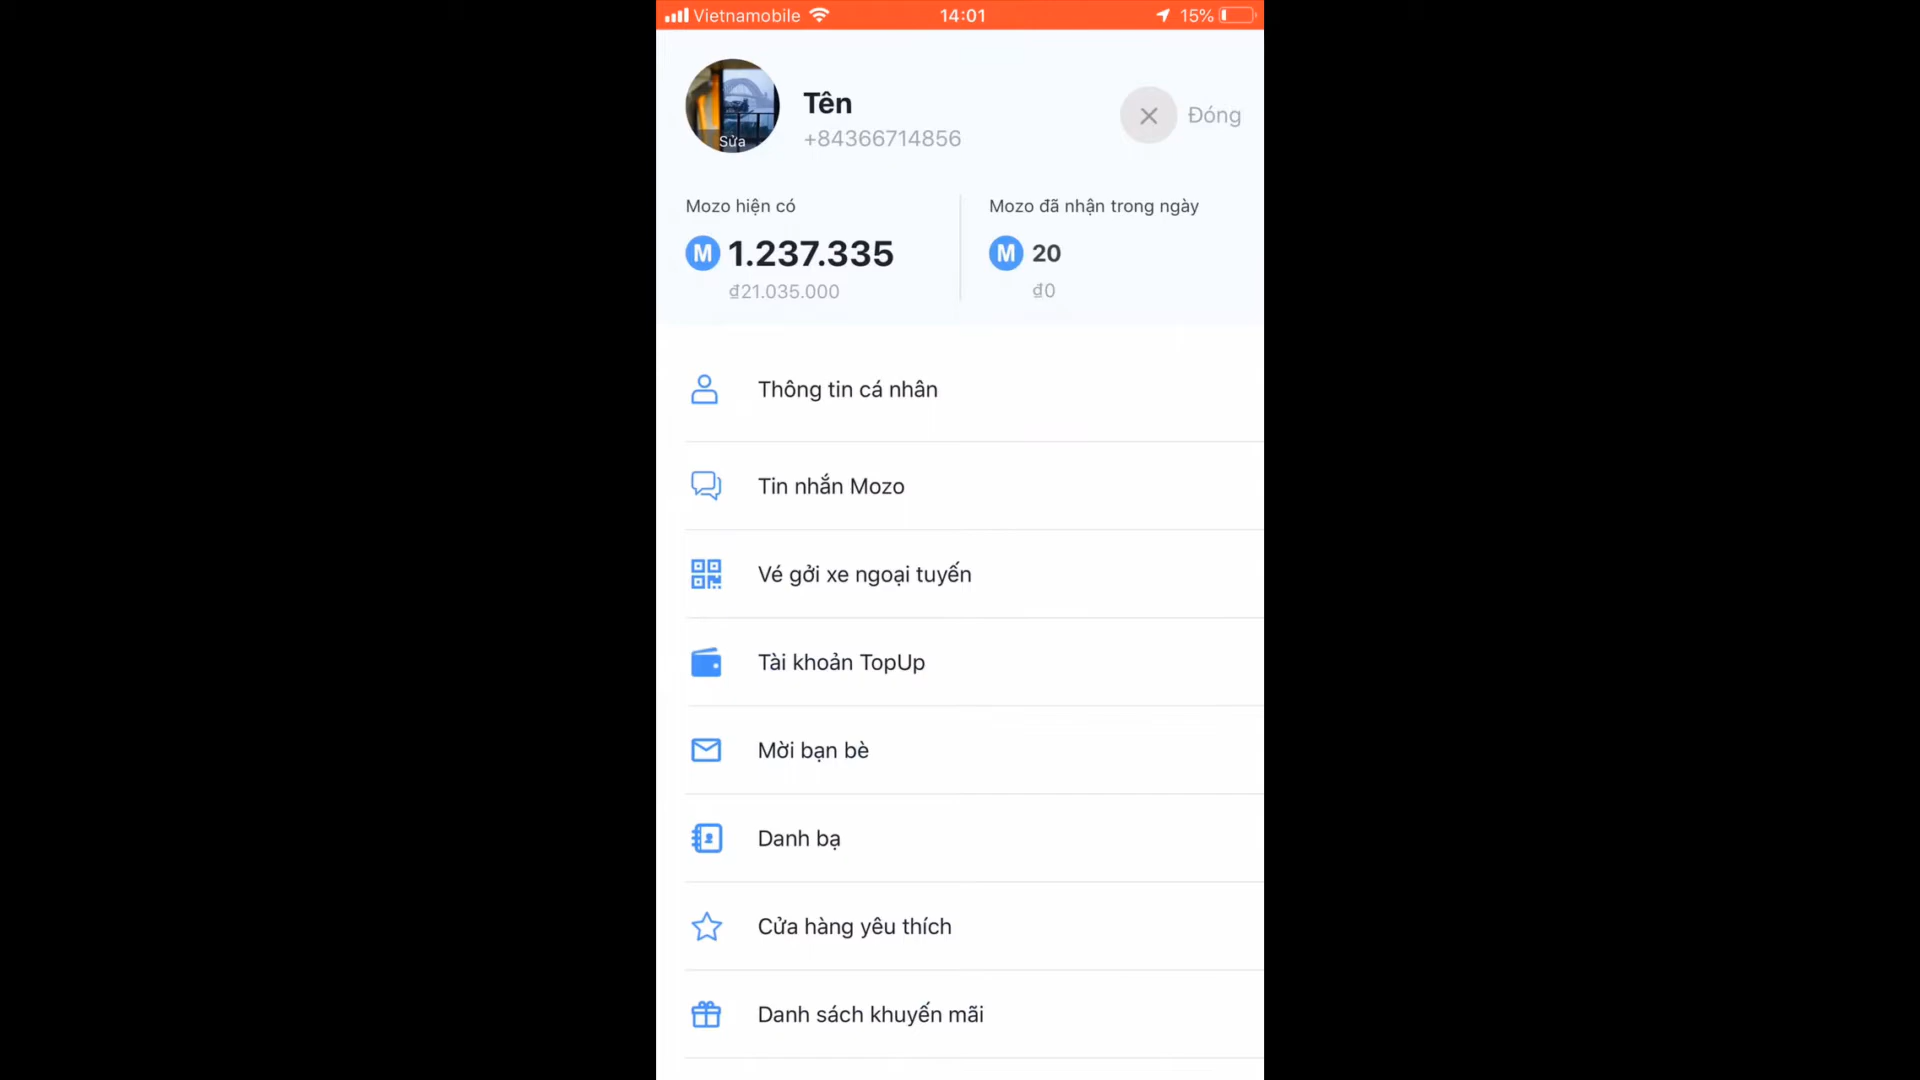 Vietnamobile 14:01 15%
Sửa
Tên
+84366714856
Đóng
Mozo hiện có
M 1.237.335
₫21.035.000
Mozo đã nhận trong ngày
M 20
₫0
Thông tin cá nhân
Tin nhắn Mozo
Vé gởi xe ngoại tuyến
Tài khoản TopUp
Mời bạn bè
Danh bạ
Cửa hàng yêu thích
Danh sách khuyến mãi